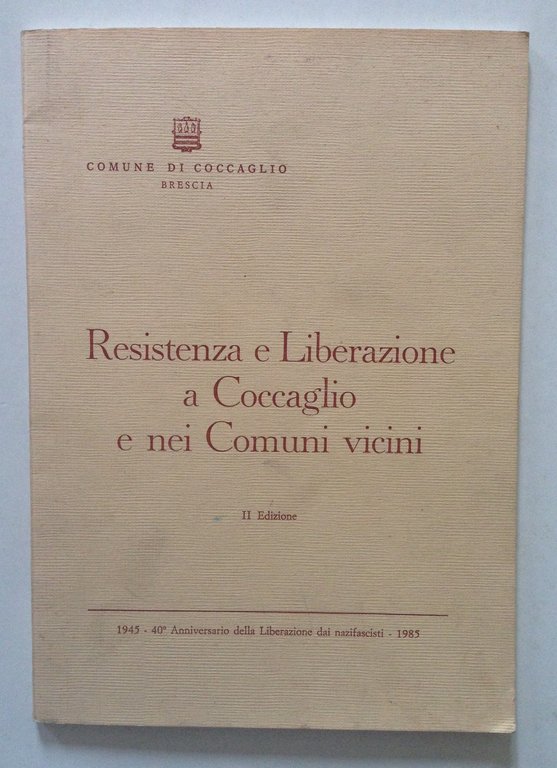 COMUNE DI COCCAGLIO
BRESCIA
Resistenza e Liberazione
a Coccaglio
e nei Comuni vicini
II Edizione
1945 - 40° Anniversario della Liberazione dai nazifascisti - 1985